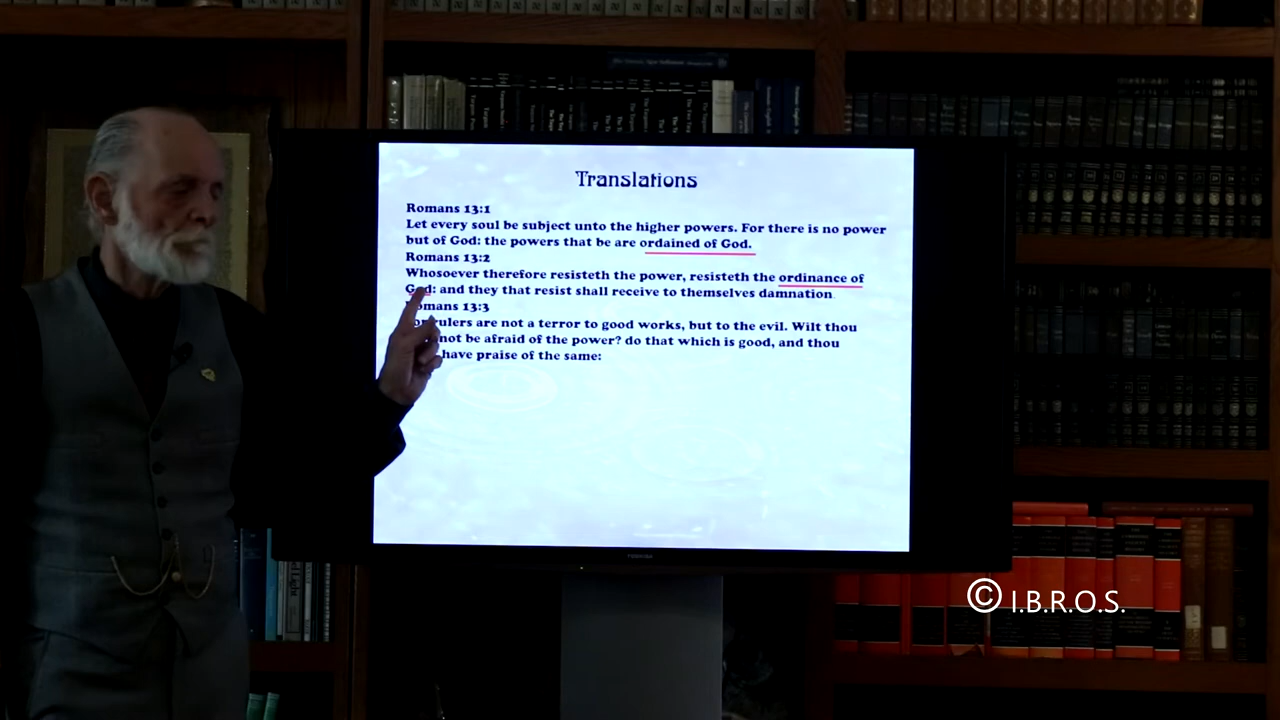 Translations
Romans 13:1
Let every soul be subject unto the higher powers. For there is no power
but of God: the powers that be are ordained of God.
Romans 13:2
Whosoever therefore resisteth the power, resisteth the ordinance of
God: and they that resist shall receive to themselves damnation
Romans 13:3
For rulers are not a terror to good works, but to the evil. Wilt thou
not be afraid of the power? do that which is good, and thou
have praise of the same:
TOSHIBA
© I.B.R.O.S.